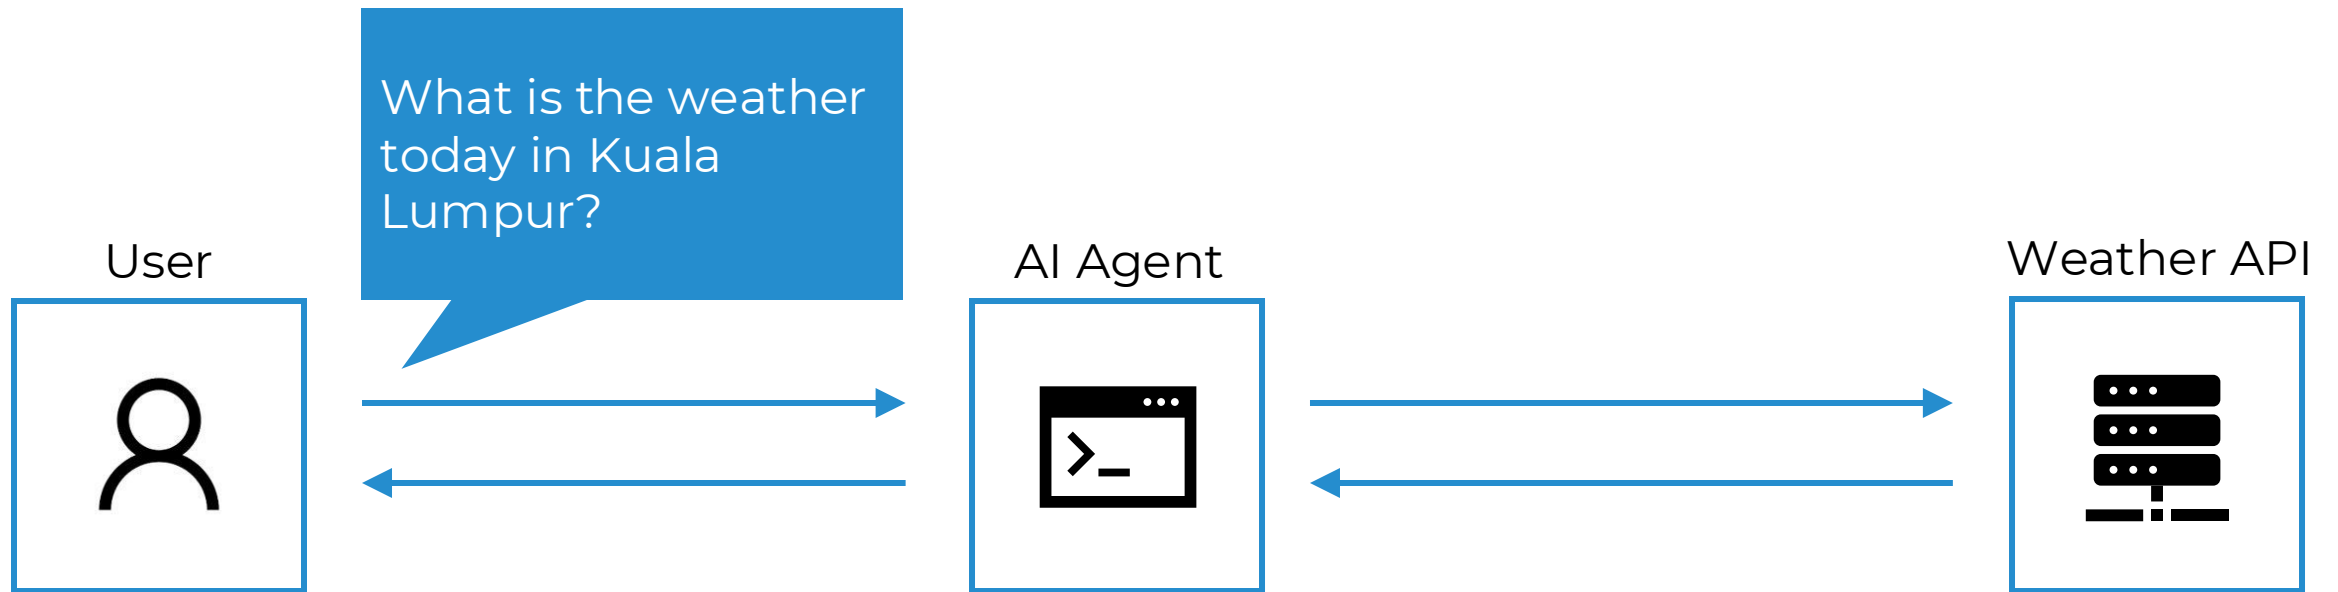 What is the weather
today in Kuala
Lumpur?
User
AI Agent
Weather API
>_